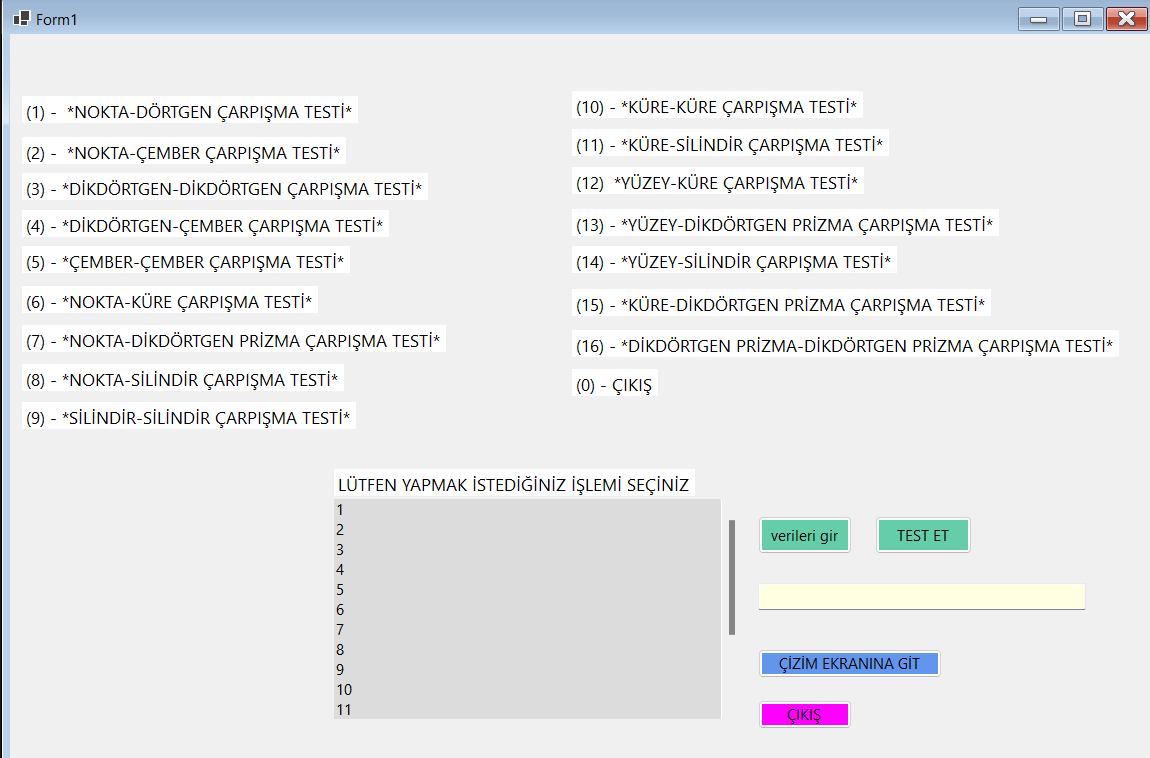 Form1
(1) - *NOKTA-DÖRTGEN ÇARPIŞMA TESTİ*
(2) - *NOKTA-ÇEMBER ÇARPIŞMA TESTİ*
(3) - *DİKDÖRTGEN-DİKDÖRTGEN ÇARPIŞMA TESTİ*
(4) - *DİKDÖRTGEN-ÇEMBER ÇARPIŞMA TESTİ*
(5) - *ÇEMBER-ÇEMBER ÇARPIŞMA TESTİ*
(6) - *NOKTA-KÜRE ÇARPIŞMA TESTİ*
(7) - *NOKTA-DİKDÖRTGEN PRİZMA ÇARPIŞMA TESTİ*
(8) - *NOKTA-SİLİNDİR ÇARPIŞMA TESTİ*
(9) - *SİLİNDİR-SİLİNDİR ÇARPIŞMA TESTİ*
(10) - *KÜRE-KÜRE ÇARPIŞMA TESTİ*
(11) - *KÜRE-SİLİNDİR ÇARPIŞMA TESTİ*
(12) *YÜZEY-KÜRE ÇARPIŞMA TESTİ*
(13) - *YÜZEY-DİKDÖRTGEN PRİZMA ÇARPIŞMA TESTİ*
(14) - *YÜZEY-SİLİNDİR ÇARPIŞMA TESTİ*
(15) - *KÜRE-DİKDÖRTGEN PRİZMA ÇARPIŞMA TESTİ*
(16) - *DİKDÖRTGEN PRİZMA-DİKDÖRTGEN PRİZMA ÇARPIŞMA TESTİ*
(0) - ÇIKIŞ
LÜTFEN YAPMAK İSTEDİĞİNİZ İŞLEMİ SEÇİNİZ
1
2
3
4
5
6
7
8
9
10
11
verileri gir
TEST ET
ÇİZİM EKRANINA GİT
ÇIKIŞ